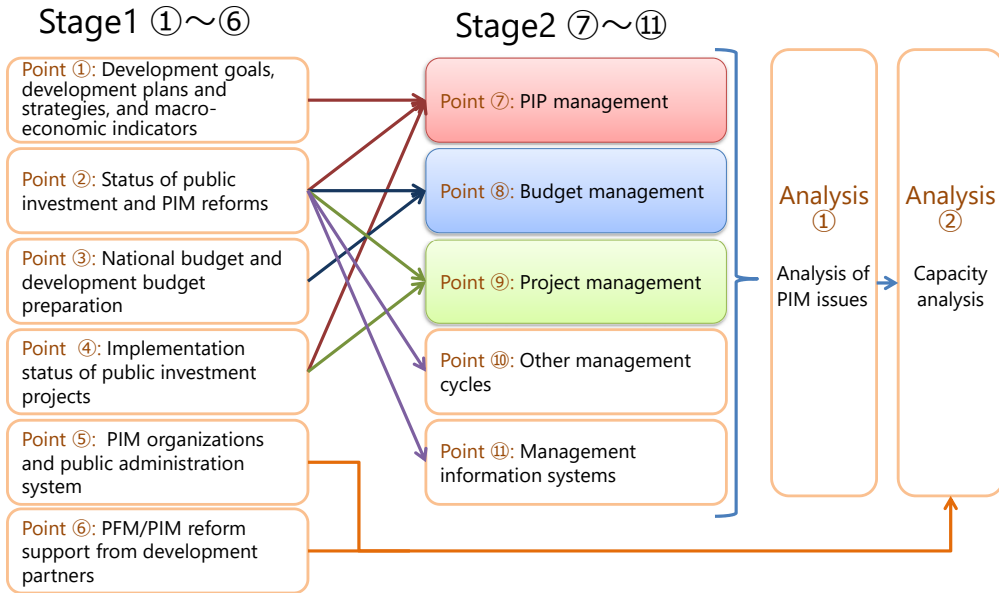 Stage1 ①～⑥
Point ①: Development goals,
development plans and
strategies, and macro-
economic indicators
Point ②: Status of public
investment and PIM reforms
Point ③: National budget and
development budget
preparation
Point ④: Implementation
status of public investment
projects
Point ⑤: PIM organizations
and public administration
system
Point ⑥: PFM/PIM reform
support from development
partners
Stage2 ⑦～⑪
Point ⑦: PIP management
Point ⑧: Budget management
Point ⑨: Project management
Point ⑩: Other management
cycles
Point ⑪: Management
information systems
Analysis
①
Analysis of
PIM issues
Analysis
②
Capacity
analysis